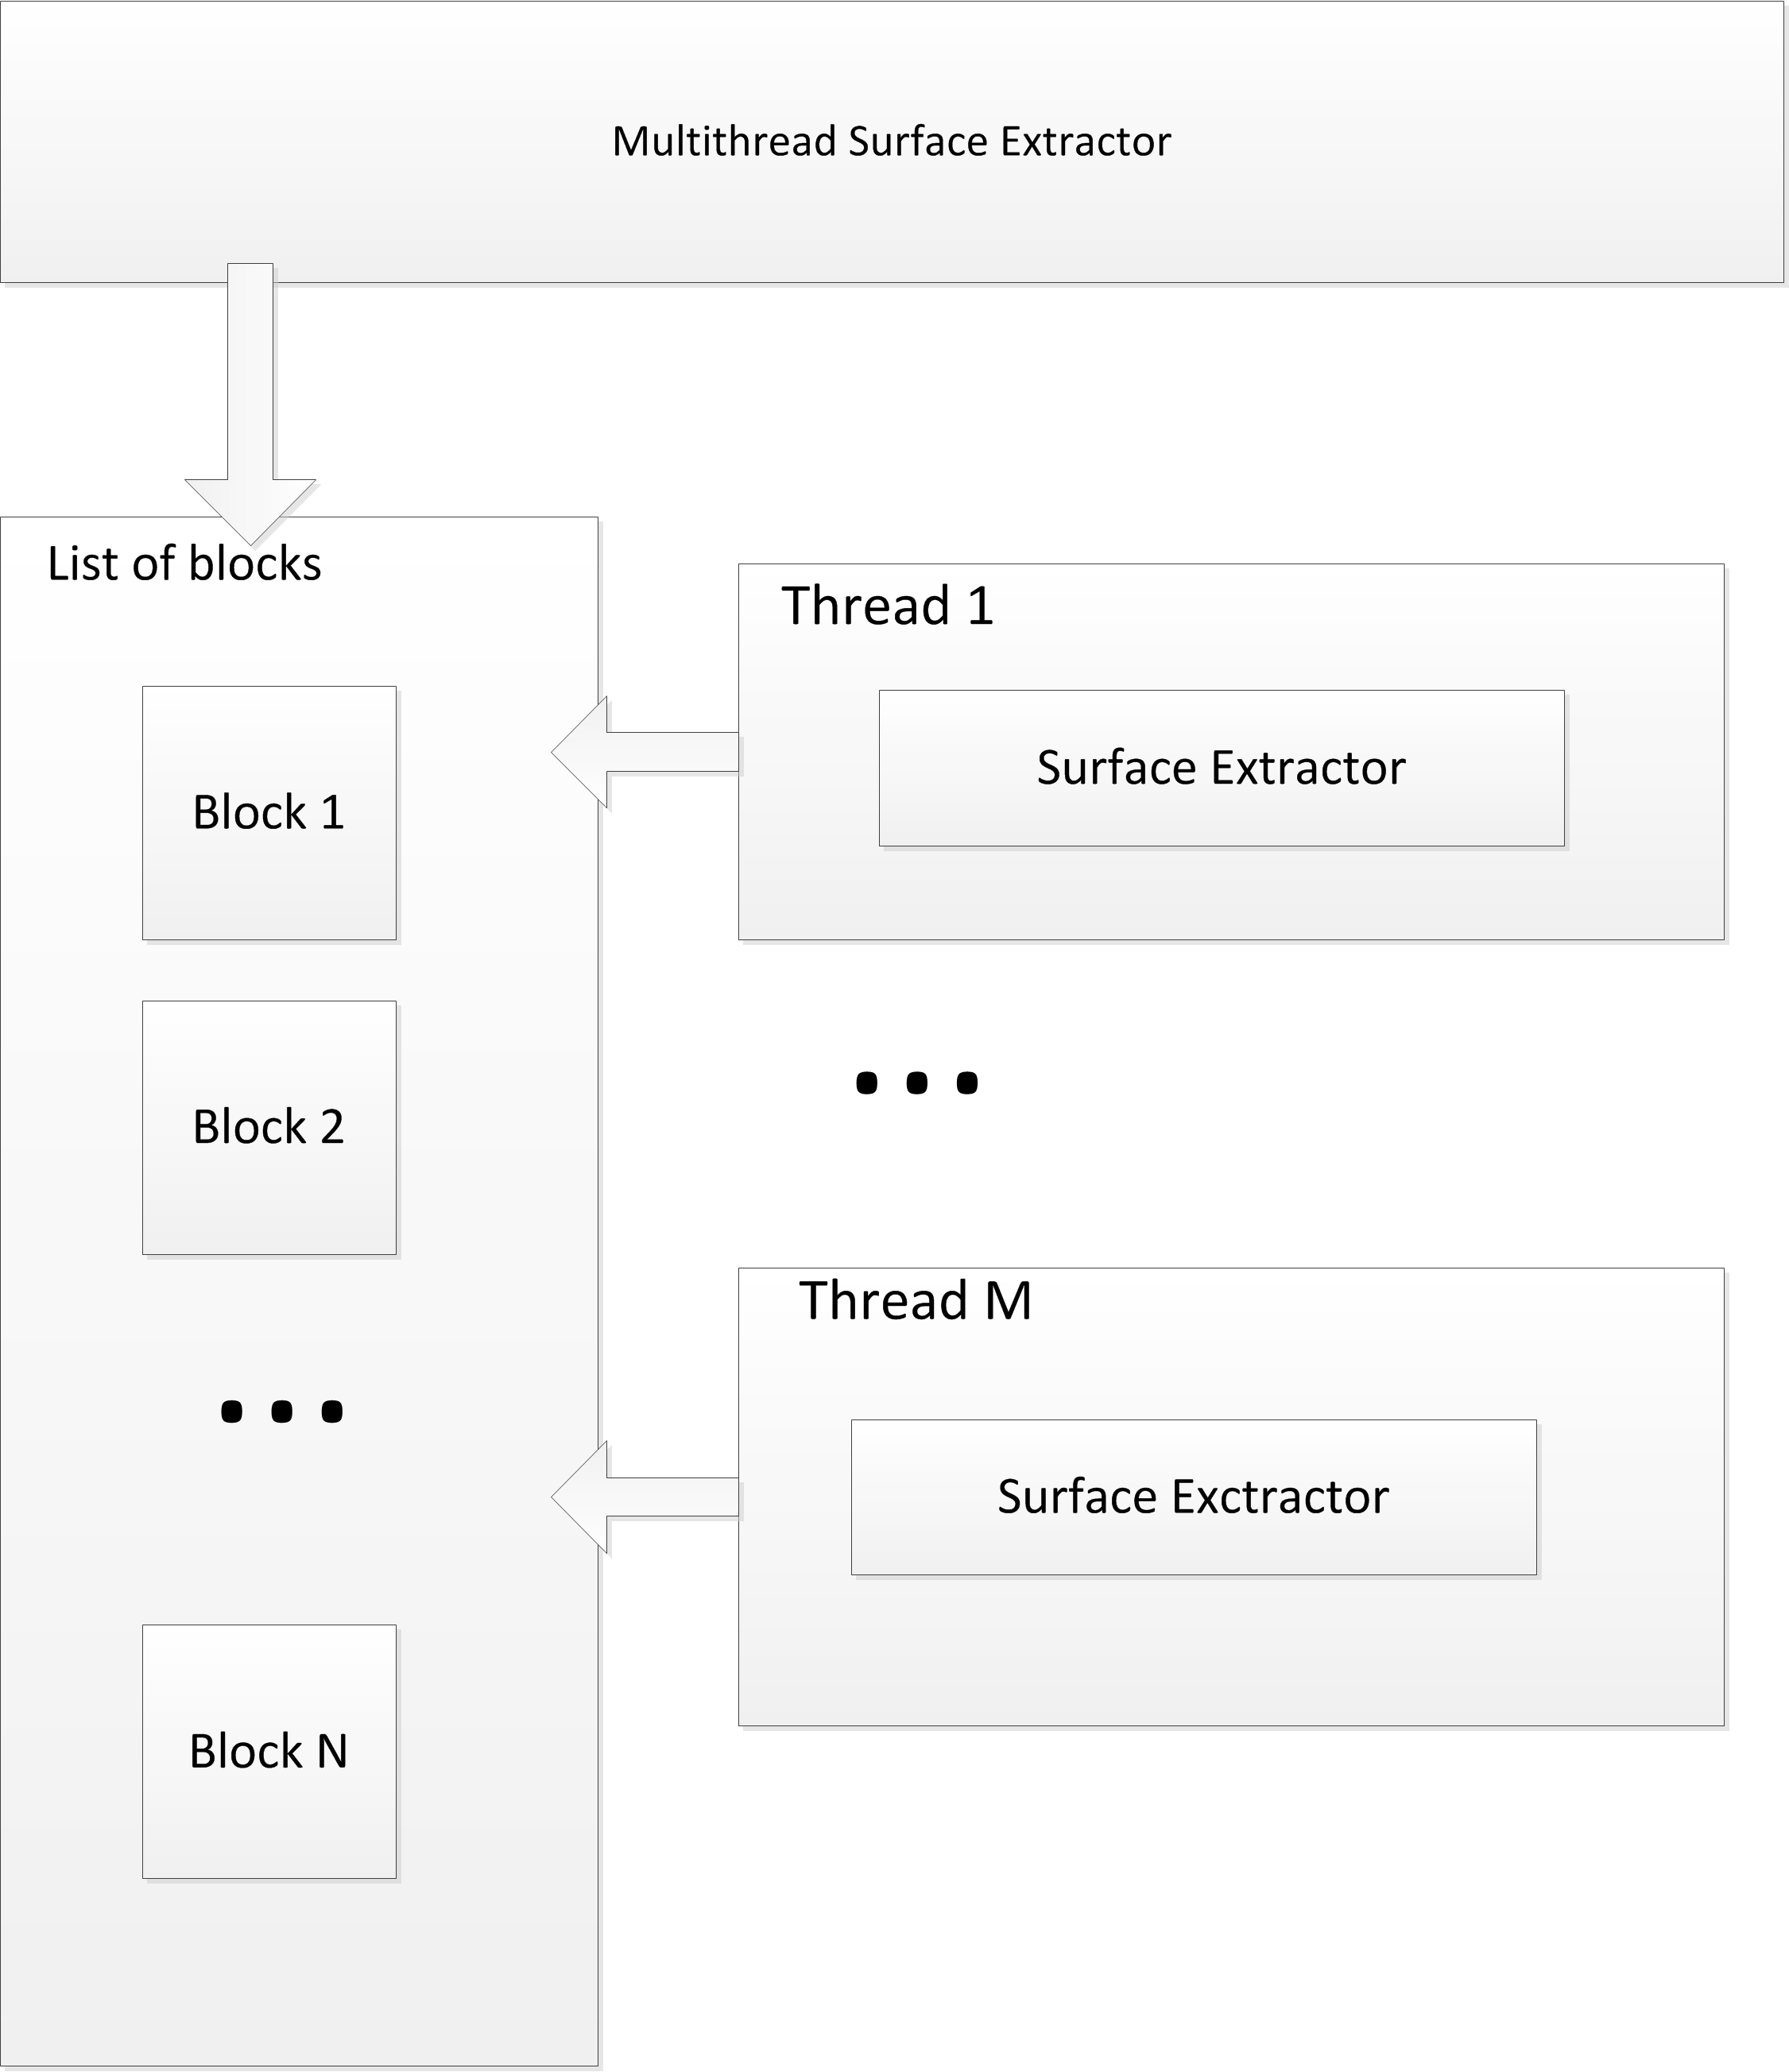 Multithread Surface Extractor
List of blocks
Block 1
Block 2
...
Block N
Thread 1
Surface Extractor
...
Thread M
Surface Exctractor